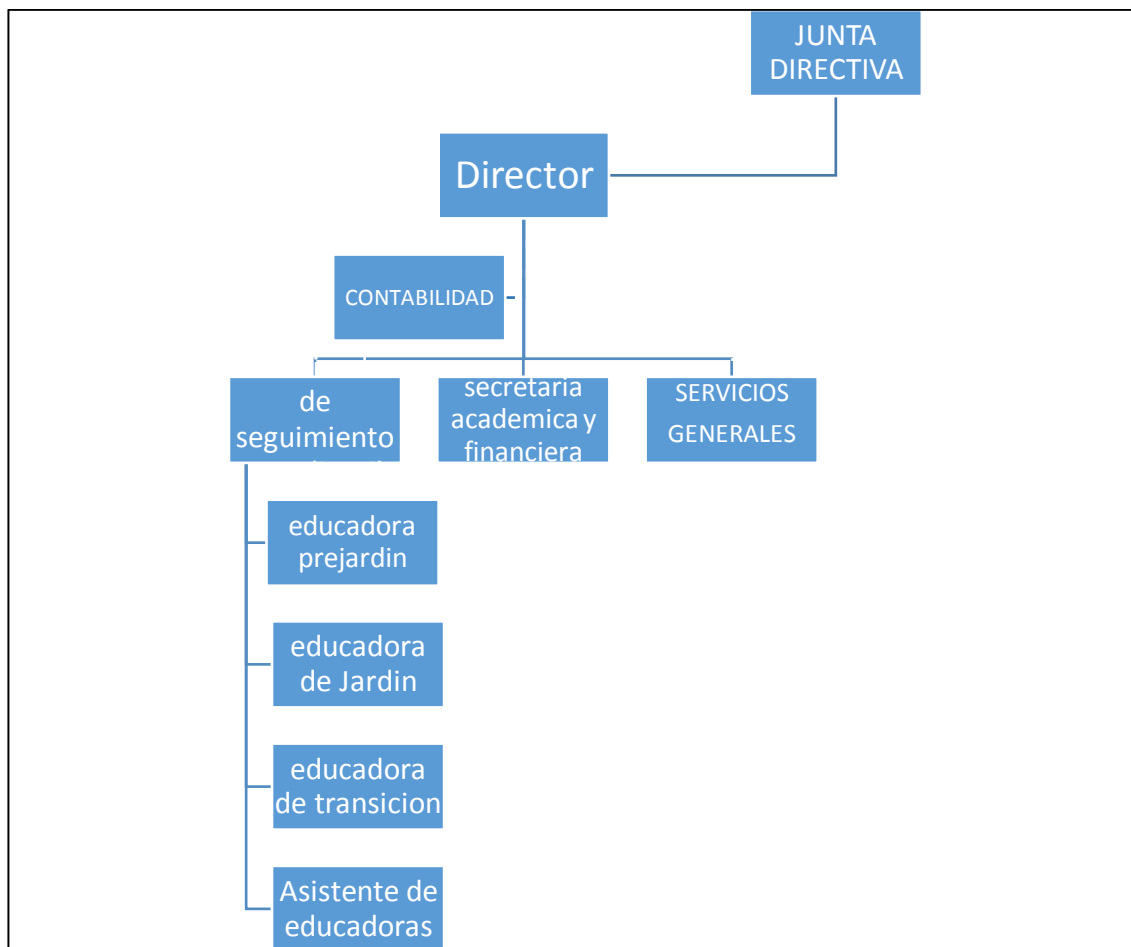 JUNTA
DIRECTIVA
Director
CONTABILIDAD
de
seguimiento
secretaria
academica y
financiera
SERVICIOS
GENERALES
educadora
prejardin
educadora
de Jardin
educadora
de transicion
Asistente de
educadoras